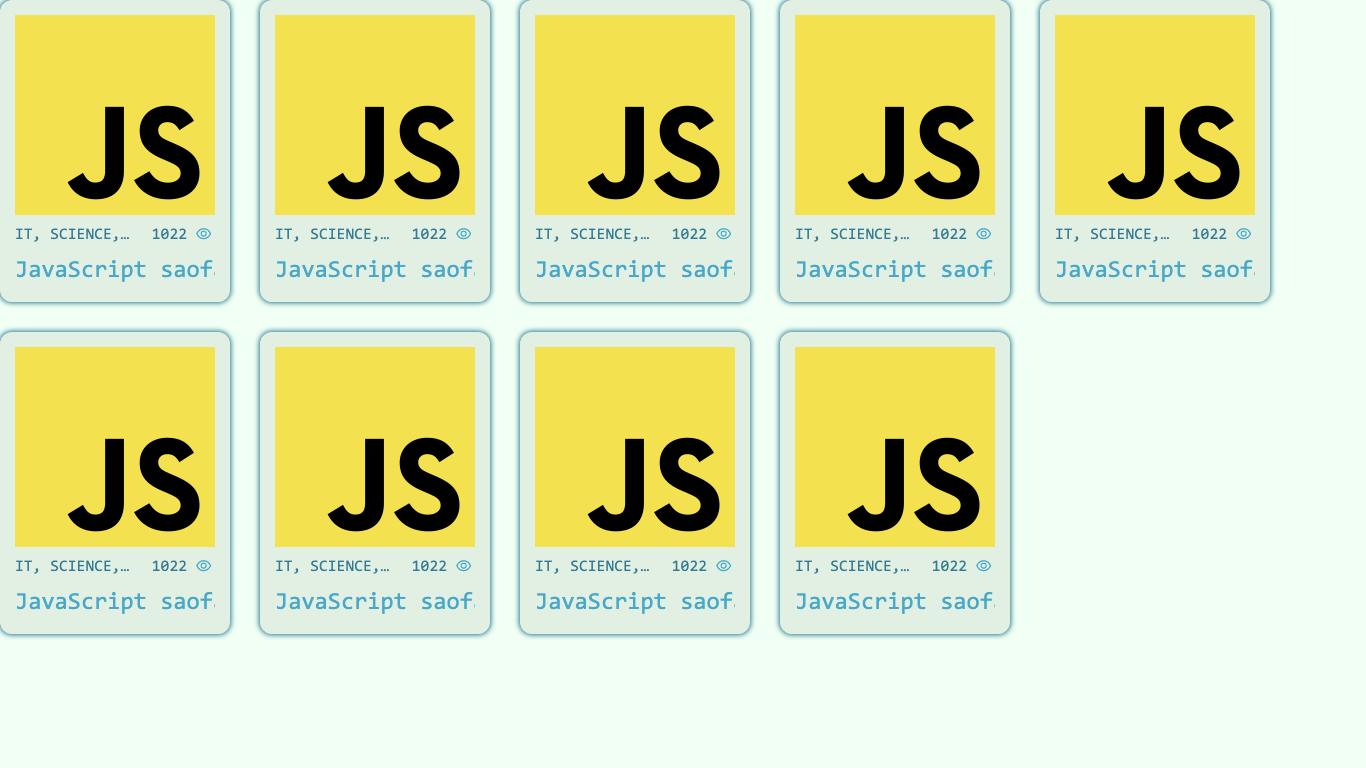 JS JS JS JS JS
IT, SCIENCE,… 1022 IT, SCIENCE,… 1022 IT, SCIENCE,… 1022 IT, SCIENCE,… 1022 IT, SCIENCE,… 1022
JavaScript saof JavaScript saof JavaScript saof JavaScript saof JavaScript saof
JS JS JS JS
IT, SCIENCE,… 1022 IT, SCIENCE,… 1022 IT, SCIENCE,… 1022 IT, SCIENCE,… 1022
JavaScript saof JavaScript saof JavaScript saof JavaScript saof